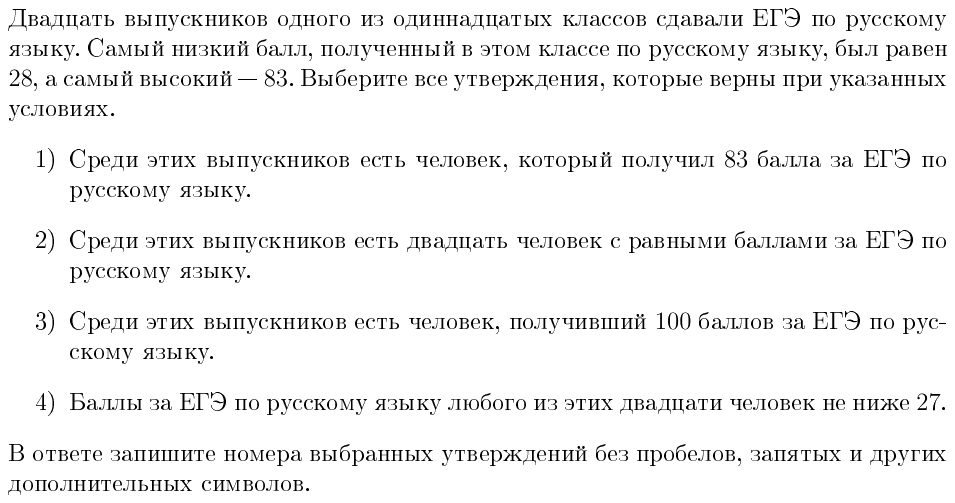 Двадцать выпускников одного из одиннадцатых классов сдавали ЕГЭ по русскому
языку. Самый низкий балл, полученный в этом классе по русскому языку, был равен
28, а самый высокий — 83. Выберите все утверждения, которые верны при указанных
условиях.
1) Среди этих выпускников есть человек, который получил 83 балла за ЕГЭ по
русскому языку.
2) Среди этих выпускников есть двадцать человек с равными баллами за ЕГЭ по
русскому языку.
3) Среди этих выпускников есть человек, получивший 100 баллов за ЕГЭ по рус-
скому языку.
4) Баллы за ЕГЭ по русскому языку любого из этих двадцати человек не ниже 27.
В ответе запишите номера выбранных утверждений без пробелов, запятых и других
дополнительных символов.